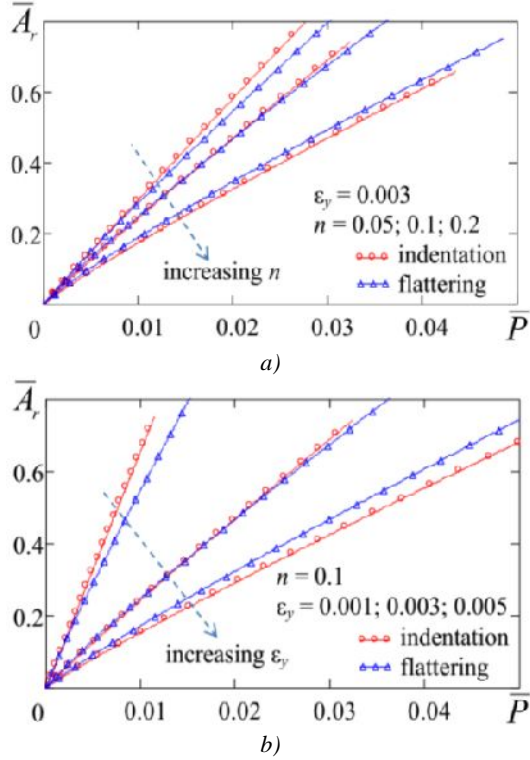 A̅r
0.6
0.4
0.2
εy = 0.003
n = 0.05; 0.1; 0.2
indentation
flattering
increasing n
0 0.01 0.02 0.03 0.04 P̅
a)
A̅r
0.6
0.4
0.2
n = 0.1
εy = 0.001; 0.003; 0.005
indentation
flattering
increasing εy
0 0.01 0.02 0.03 0.04 P̅
b)